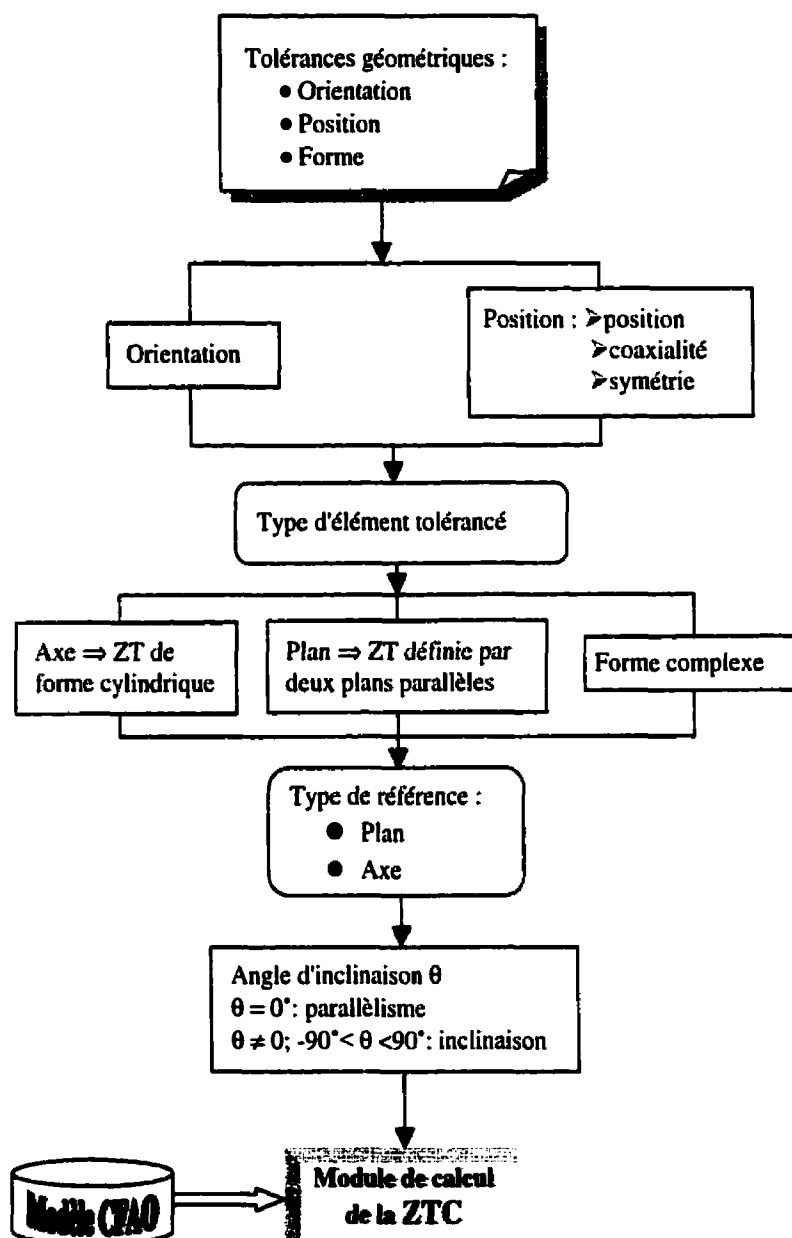 Tolérances géométriques :
● Orientation
● Position
● Forme
Orientation
Position : ➢position
➢coaxialité
➢symétrie
Type d'élément tolérancé
Axe ⇒ ZT de
forme cylindrique
Plan ⇒ ZT définie par
deux plans parallèles
Forme complexe
Type de référence :
● Plan
● Axe
Angle d'inclinaison θ
θ = 0°: parallèlisme
θ ≠ 0; -90°< θ <90°: inclinaison
Modèle CFAO
Module de calcul
de la ZTC